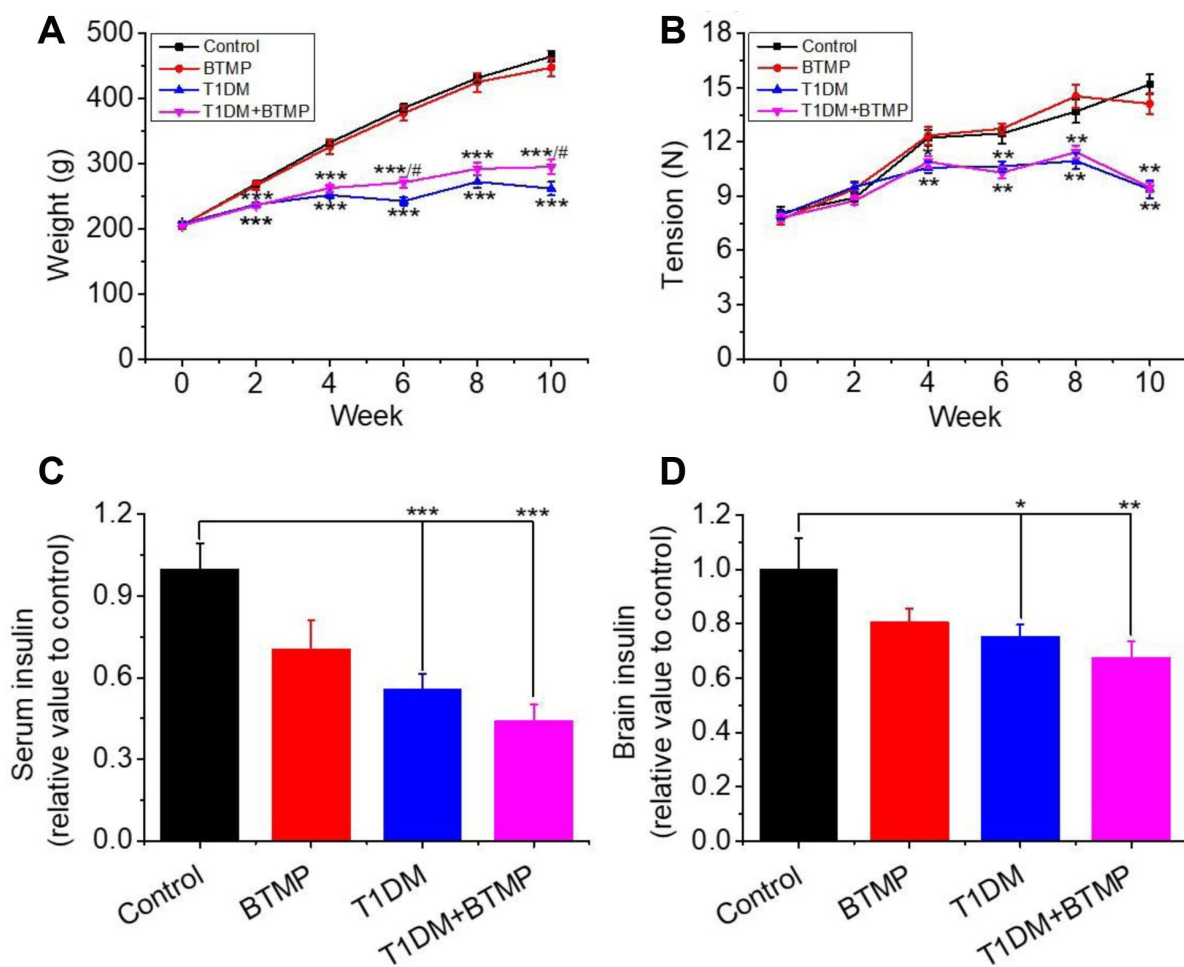 A
500
400
300
200
100
0
Weight (g)
Control
BTMP
T1DM
T1DM+BTMP
***
***
***
***
***/#
***
***
***
***/#
***
0 2 4 6 8 10
Week
B
18
15
12
9
6
3
0
Tension (N)
Control
BTMP
T1DM
T1DM+BTMP
*
**
**
**
**
**
**
**
0 2 4 6 8 10
Week
C
1.2
0.9
0.6
0.3
0.0
Serum insulin
(relative value to control)
*** ***
Control BTMP T1DM T1DM+BTMP
D
1.2
1.0
0.8
0.6
0.4
0.2
0.0
Brain insulin
(relative value to control)
* **
Control BTMP T1DM T1DM+BTMP